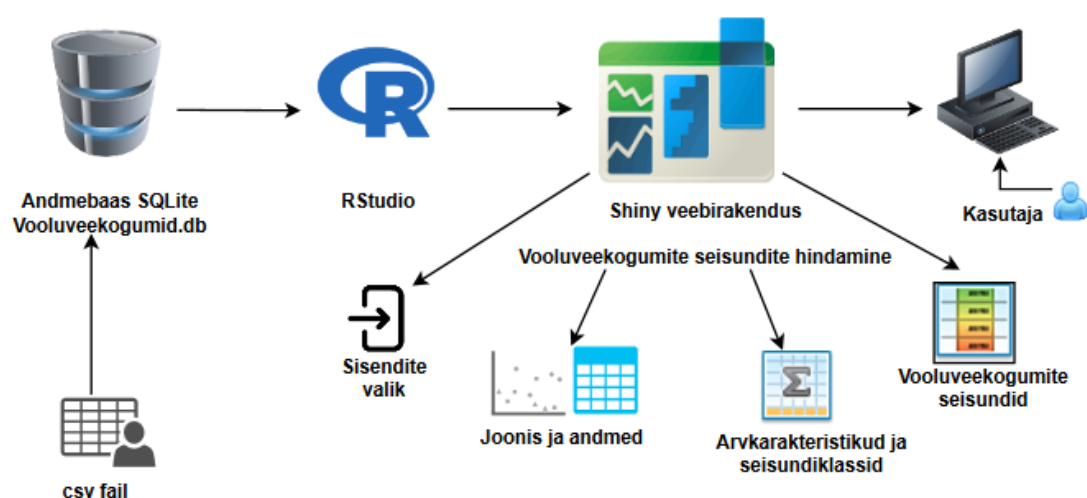 Andmebaas SQLite
Vooluveekogumid.db
RStudio
Shiny veebirakendus
Kasutaja
Vooluveekogumite seisundite hindamine
Sisendite
valik
Joonis ja andmed
Arvkarakteristikud ja
seisundiklassid
Vooluveekogumite
seisundid
csv fail